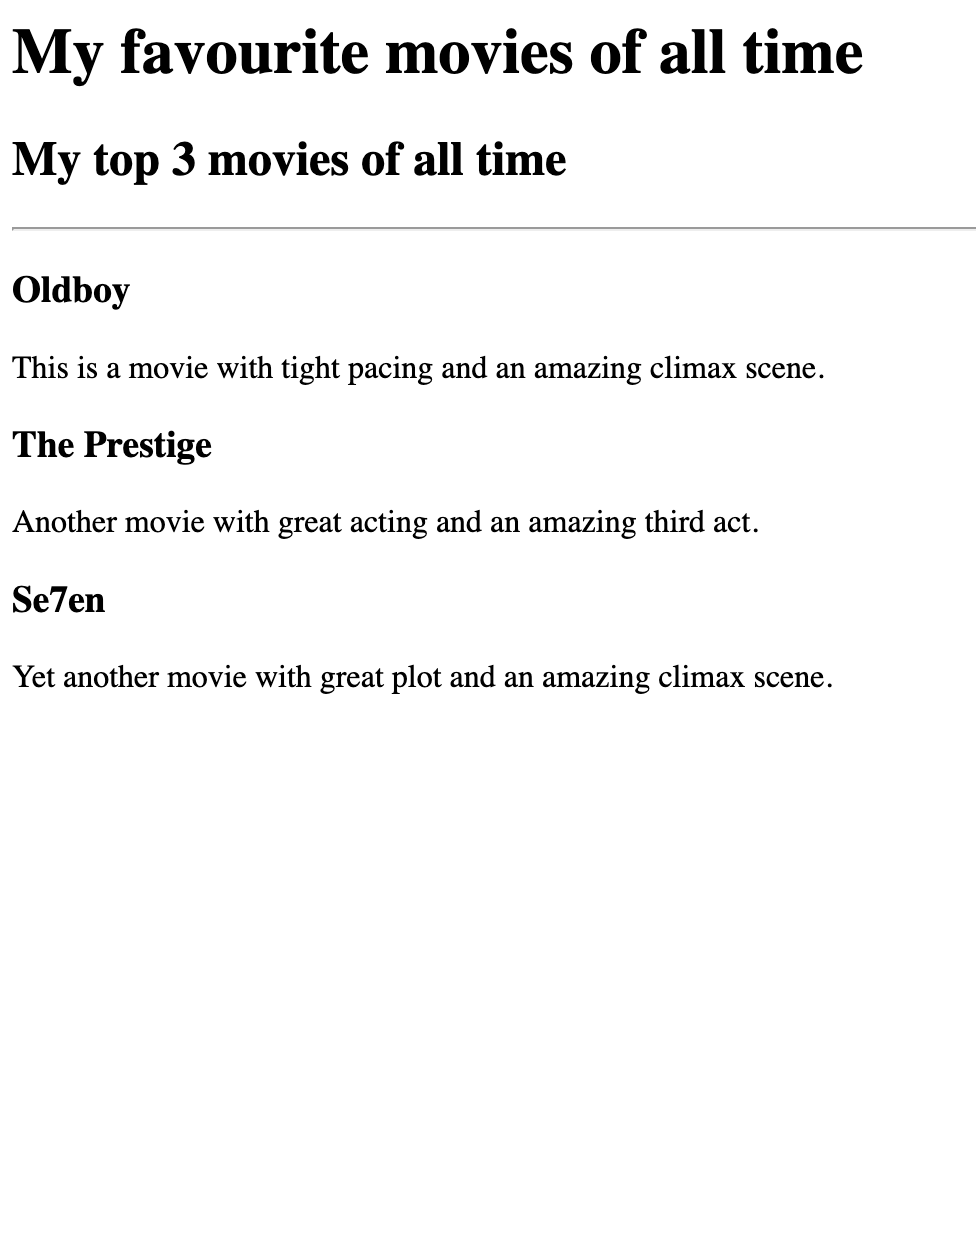 My favourite movies of all time
My top 3 movies of all time
Oldboy
This is a movie with tight pacing and an amazing climax scene.
The Prestige
Another movie with great acting and an amazing third act.
Se7en
Yet another movie with great plot and an amazing climax scene.